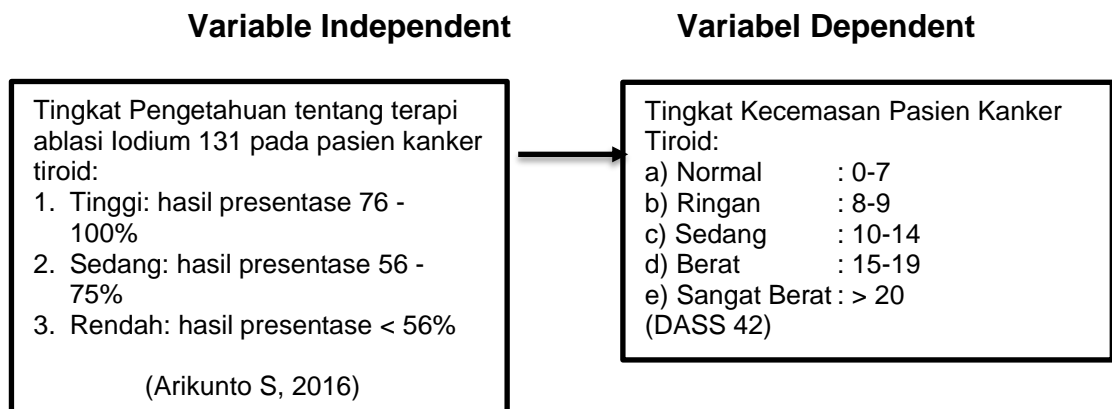 Variable Independent
Variabel Dependent
Tingkat Pengetahuan tentang terapi
ablasi Iodium 131 pada pasien kanker
tiroid:
1. Tinggi: hasil presentase 76 -
100%
2. Sedang: hasil presentase 56 -
75%
3. Rendah: hasil presentase < 56%
(Arikunto S, 2016)
Tingkat Kecemasan Pasien Kanker
Tiroid:
a) Normal : 0-7
b) Ringan : 8-9
c) Sedang : 10-14
d) Berat : 15-19
e) Sangat Berat : > 20
(DASS 42)